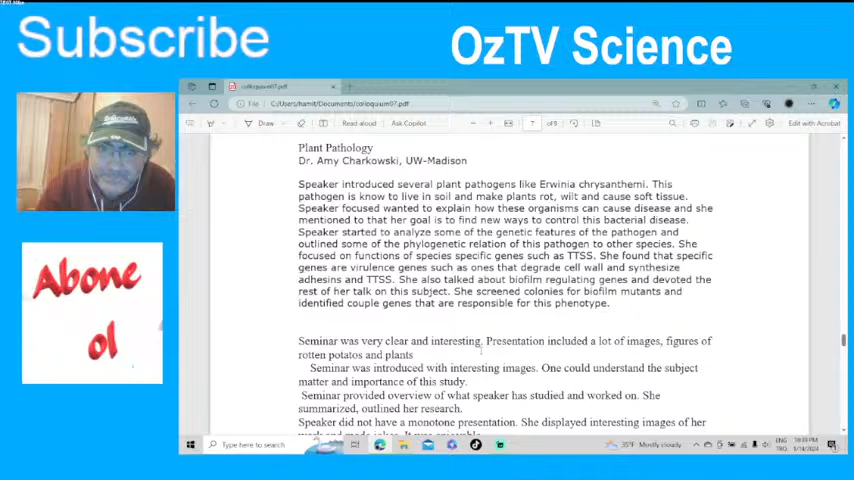 Subscribe
OzTV Science
colloquium07.pdf
File
C:/Users/hamit/Documents/colloquium07.pdf
Draw
Read aloud
Ask Copilot
7
of 9
Edit with Acrobat
Plant Pathology
Dr. Amy Charkowski, UW-Madison
Speaker introduced several plant pathogens like Erwinia chrysanthemi. This
pathogen is know to live in soil and make plants rot, wilt and cause soft tissue.
Speaker focused wanted to explain how these organisms can cause disease and she
mentioned to that her goal is to find new ways to control this bacterial disease.
Speaker started to analyze some of the genetic features of the pathogen and
outlined some of the phylogenetic relation of this pathogen to other species. She
focused on functions of species specific genes such as TTSS. She found that specific
genes are virulence genes such as ones that degrade cell wall and synthesize
adhesins and TTSS. She also talked about biofilm regulating genes and devoted the
rest of her talk on this subject. She screened colonies for biofilm mutants and
identified couple genes that are responsible for this phenotype.
Seminar was very clear and interesting. Presentation included a lot of images, figures of
rotten potatos and plants
Seminar was introduced with interesting images. One could understand the subject
matter and importance of this study.
Seminar provided overview of what speaker has studied and worked on. She
summarized, outlined her research.
Speaker did not have a monotone presentation. She displayed interesting images of her
Abone
ol
Type here to search
35°F Mostly cloudy
1/14/2024